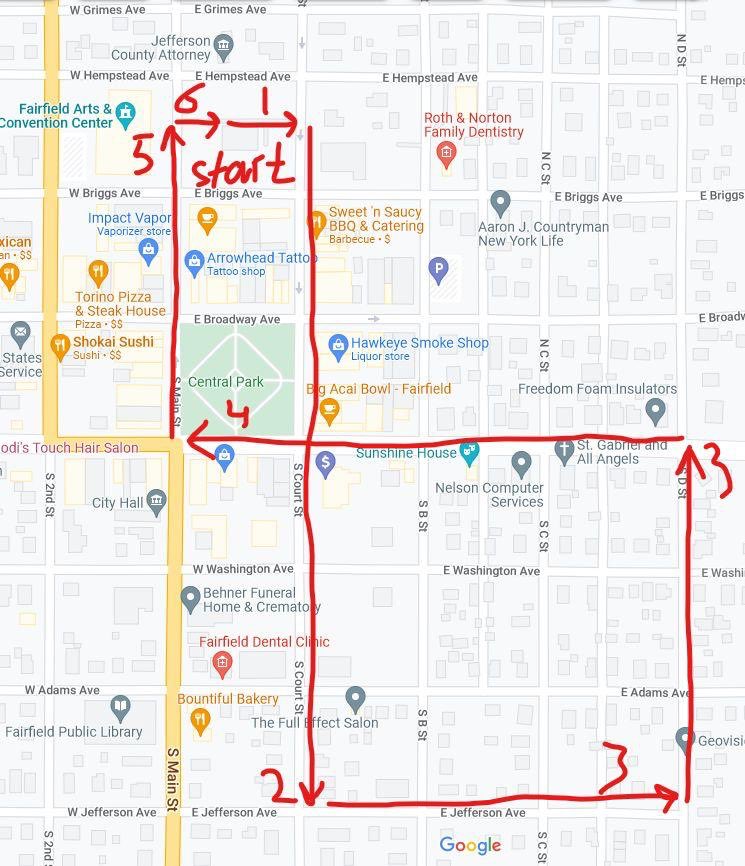 W Grimes Ave
E Grimes Ave
E Grimes Ave
Jefferson
County Attorney
N D St
W Hempstead Ave
E Hempstead Ave
E Hempstead Ave
E Hemps
Fairfield Arts &
Convention Center
6
1
Roth & Norton
Family Dentistry
5
start
N C St
W Briggs Ave
E Briggs Ave
E Briggs Ave
E Briggs
Impact Vapor
Vaporizer store
Sweet 'n Saucy
BBQ & Catering
Barbecue • $
Aaron J. Countryman
New York Life
xican
an • $$
Arrowhead Tattoo
Tattoo shop
P
Torino Pizza
& Steak House
Pizza • $$
E Broadway Ave
E Broadw
States
Service
Shokai Sushi
Sushi • $$
Hawkeye Smoke Shop
Liquor store
N C St
Central Park
S Main St
Big Acai Bowl - Fairfield
Freedom Foam Insulators
4
odi's Touch Hair Salon
Sunshine House
St. Gabriel and
All Angels
3
S 2nd St
S Court St
$
S B St
Nelson Computer
Services
S C St
S D St
City Hall
W Washington Ave
E Washington Ave
E Washi
Behner Funeral
Home & Crematory
Fairfield Dental Clinic
S Court St
W Adams Ave
E Adams Ave
Bountiful Bakery
Fairfield Public Library
The Full Effect Salon
S B St
Geovisi
S Main St
2
3
W Jefferson Ave
E Jefferson Ave
E Jefferson Ave
S 2nd St
S C St
Google